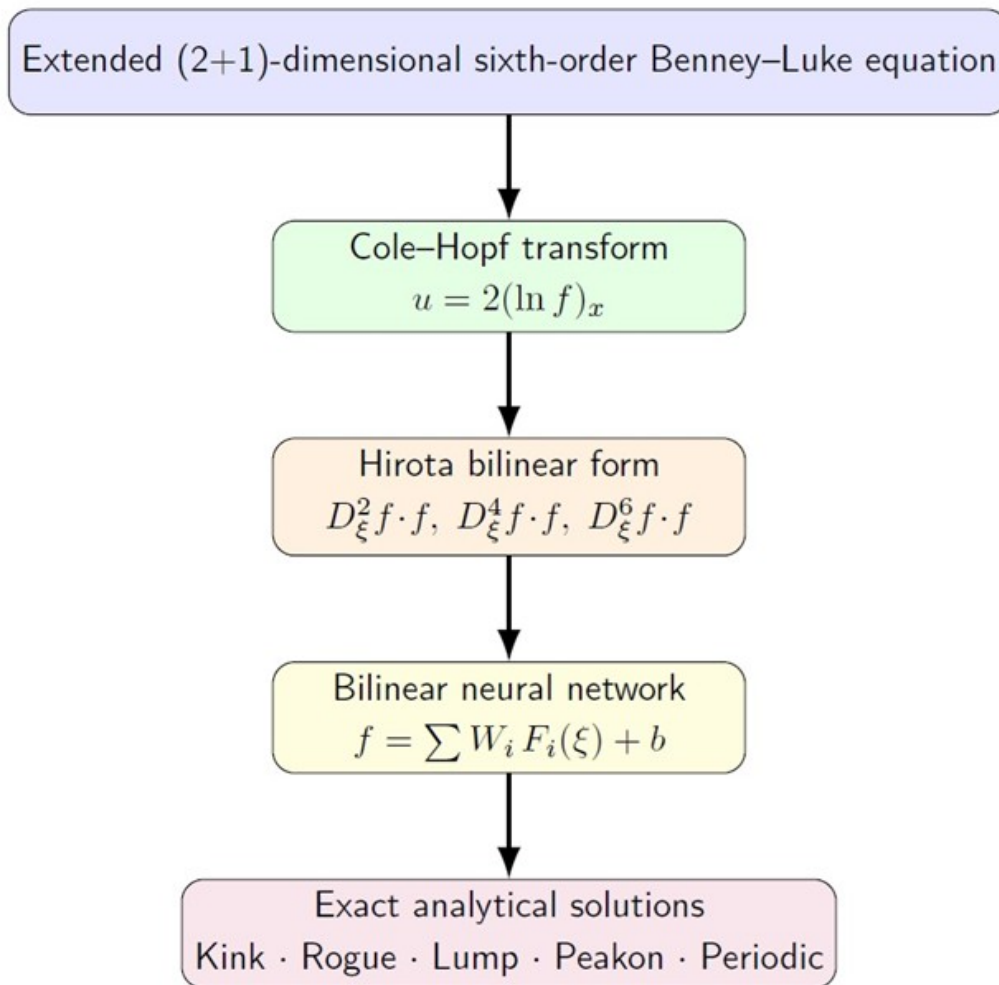 Extended (2+1)-dimensional sixth-order Benney–Luke equation
Cole–Hopf transform
u = 2(ln f)ₓ
Hirota bilinear form
D_ξ^2 f · f, D_ξ^4 f · f, D_ξ^6 f · f
Bilinear neural network
f = ∑ W_i F_i(ξ) + b
Exact analytical solutions
Kink · Rogue · Lump · Peakon · Periodic